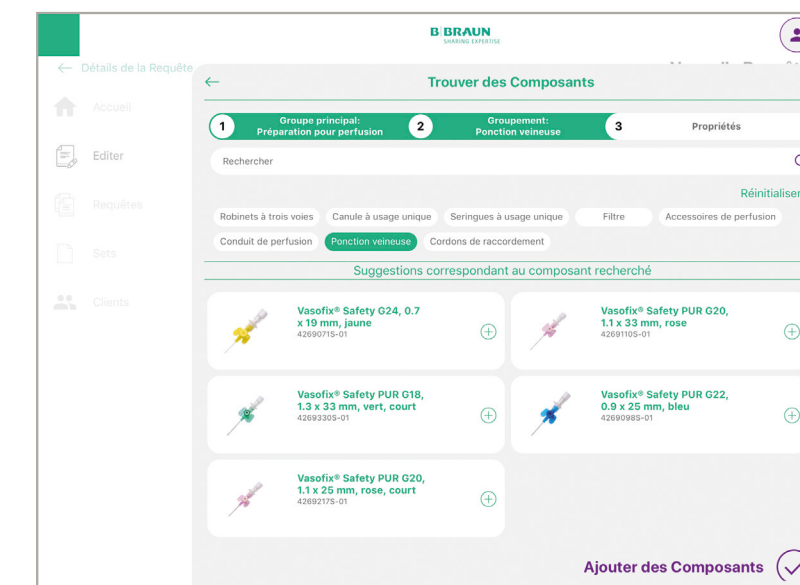 B BRAUN
SHARING EXPERTISE
Détails de la Requête
Trouver des Composants
Accueil
Editer
Requêtes
Sets
Clients
1
Groupe principal:
Préparation pour perfusion
2
Groupement:
Ponction veineuse
3
Propriétés
Rechercher
Réinitialiser
Robinets à trois voies
Canule à usage unique
Seringues à usage unique
Filtre
Accessoires de perfusion
Conduit de perfusion
Ponction veineuse
Cordons de raccordement
Suggestions correspondant au composant recherché
Vasofix® Safety G24, 0.7
x 19 mm, jaune
4269071S-01
Vasofix® Safety PUR G20,
1.1 x 33 mm, rose
4269110S-01
Vasofix® Safety PUR G18,
1.3 x 33 mm, vert, court
4269330S-01
Vasofix® Safety PUR G22,
0.9 x 25 mm, bleu
4269098S-01
Vasofix® Safety PUR G20,
1.1 x 25 mm, rose, court
4269217S-01
Ajouter des Composants